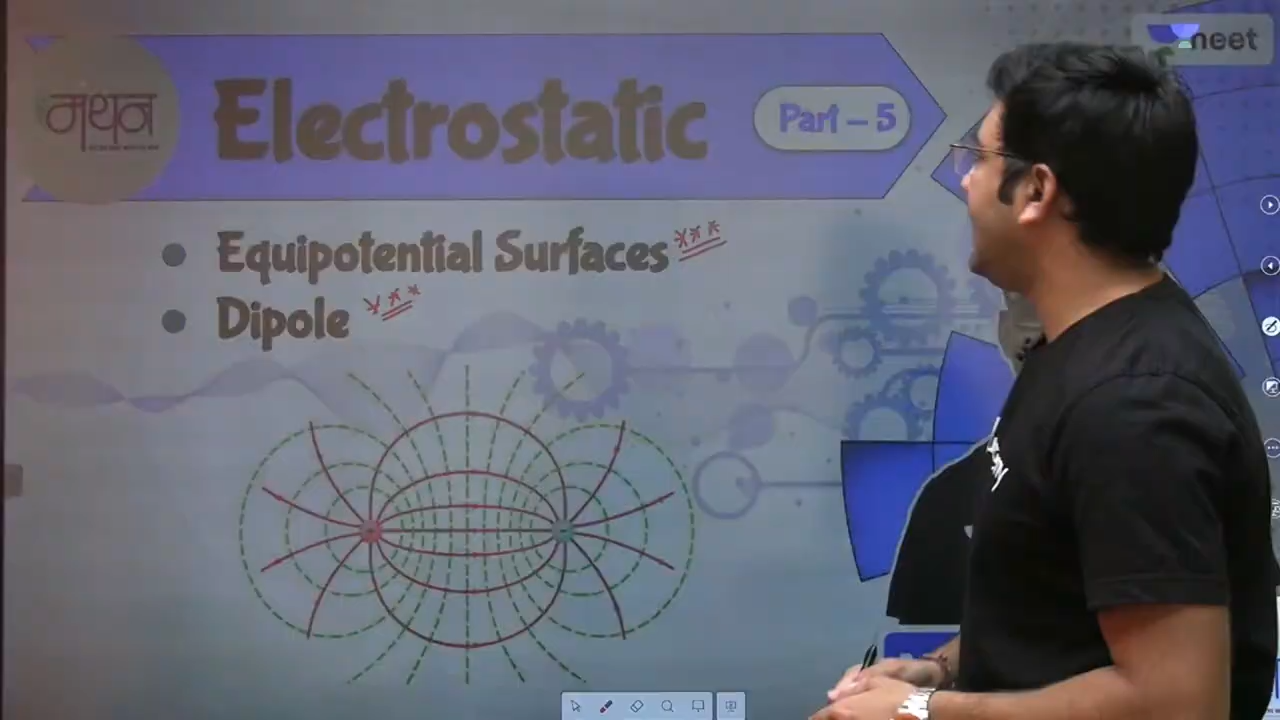 neet
मंथन
Electrostatic
Part – 5
• Equipotential Surfaces ***
• Dipole ***